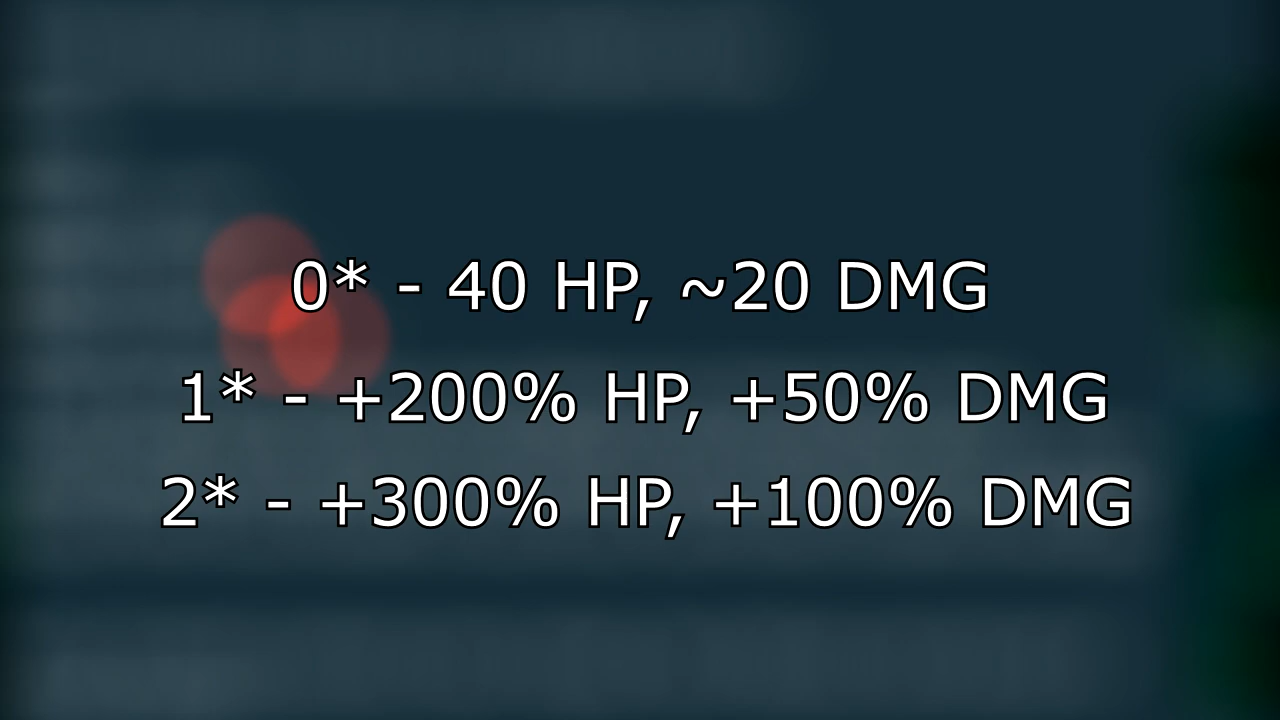 0* - 40 HP, ~20 DMG
1* - +200% HP, +50% DMG
2* - +300% HP, +100% DMG